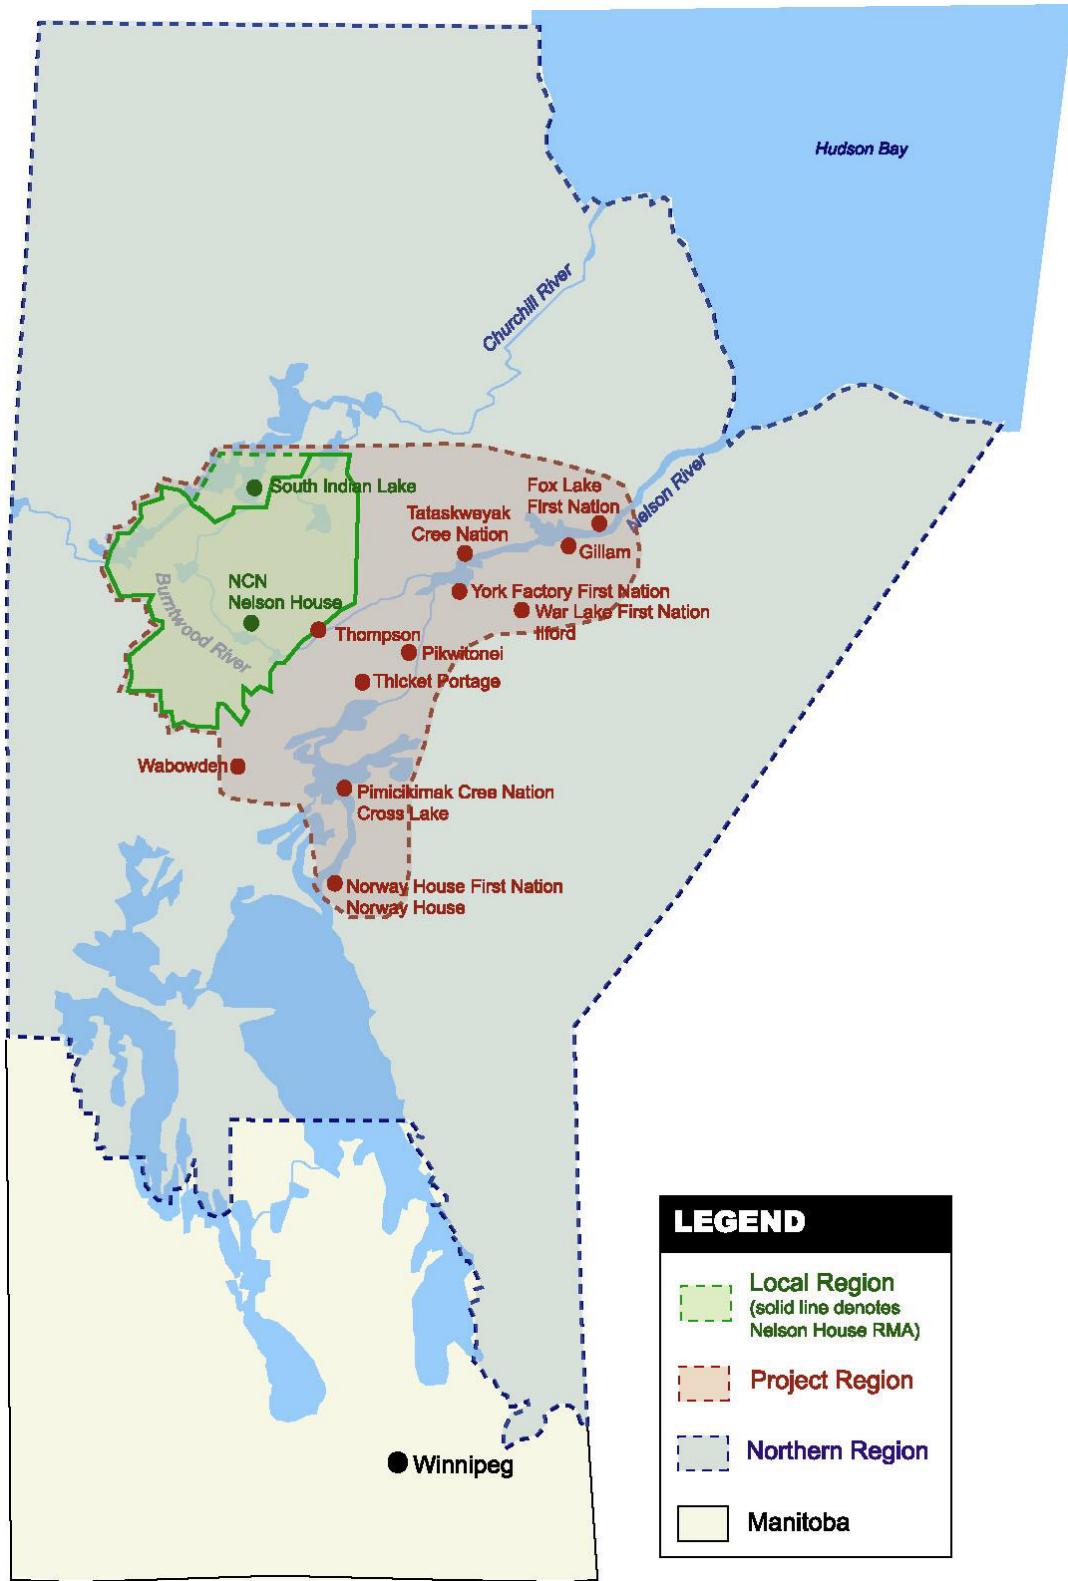 Hudson Bay
Churchill River
Nelson River
South Indian Lake
Fox Lake
First Nation
Tataskweyak
Cree Nation
Gillam
NCN
Nelson House
York Factory First Nation
War Lake First Nation
Ilford
Burntwood River
Thompson
Pikwitonei
Thicket Portage
Wabowden
Pimicikimak Cree Nation
Cross Lake
Norway House First Nation
Norway House
Winnipeg
LEGEND
Local Region
(solid line denotes
Nelson House RMA)
Project Region
Northern Region
Manitoba